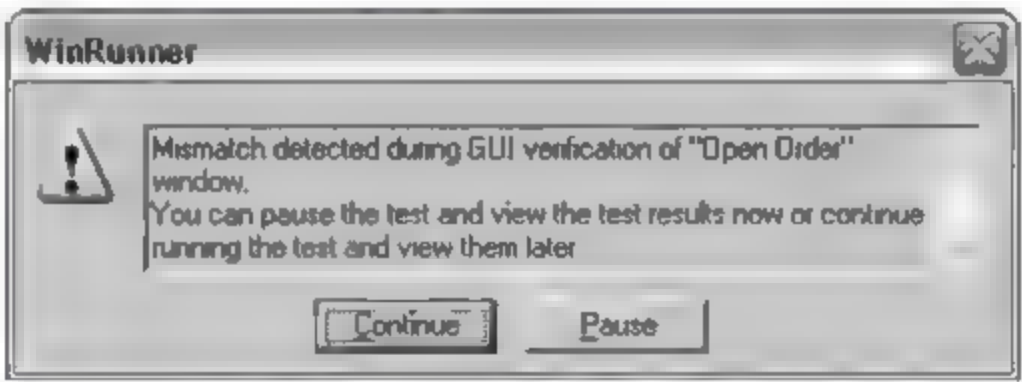 WinRunner
Mismatch detected during GUI verification of "Open Order"
window.
You can pause the test and view the test results now or continue
running the test and view them later
Continue
Pause